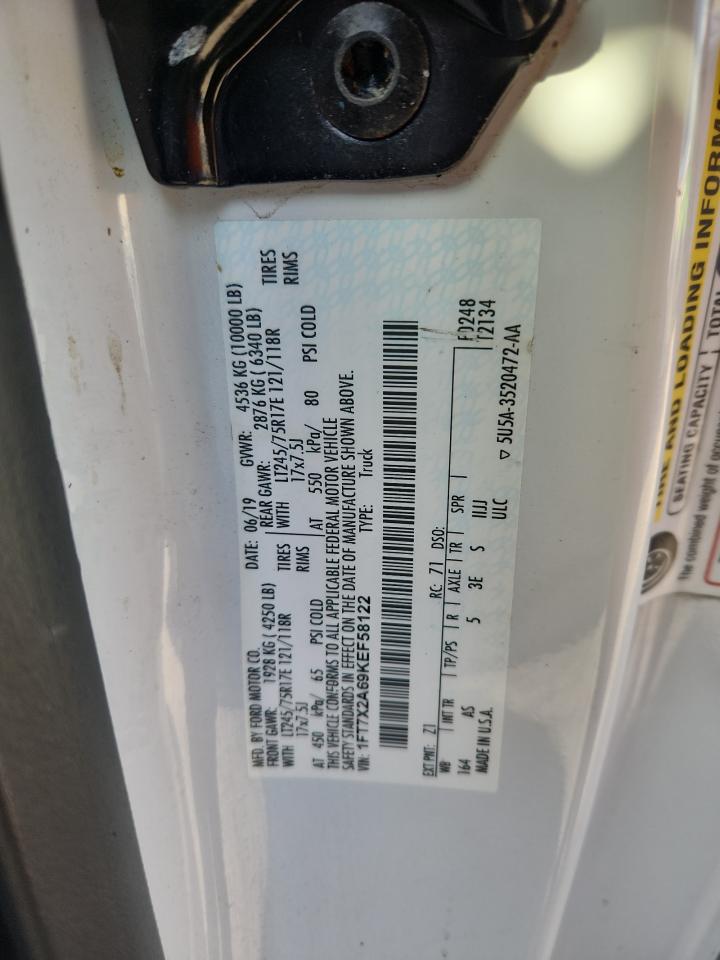 MFD. BY FORD MOTOR CO.
DATE: 06/19 GVWR: 4536 KG (10000 LB)
FRONT GAWR: 1928 KG ( 4250 LB) REAR GAWR: 2876 KG ( 6340 LB)
WITH LT245/75R17E 121/118R TIRES WITH LT245/75R17E 121/118R TIRES
17x7.5J RIMS 17x7.5J RIMS
AT 450 kPa/ 65 PSI COLD AT 550 kPa/ 80 PSI COLD
THIS VEHICLE CONFORMS TO ALL APPLICABLE FEDERAL MOTOR VEHICLE
SAFETY STANDARDS IN EFFECT ON THE DATE OF MANUFACTURE SHOWN ABOVE.
VIN: 1FT7X2A69KEF58122 TYPE: Truck
EXT PNT: Z1 RC: 71 DSO: F0248
WB INT TR TP/PS R AXLE TR SPR T2134
164 AS 5 3E S IIJJ
MADE IN U.S.A. ULC ▽ 5U5A-3520472-AA
TIRE AND LOADING INFORMA
SEATING CAPACITY TOTAL
The combined weight of occupan